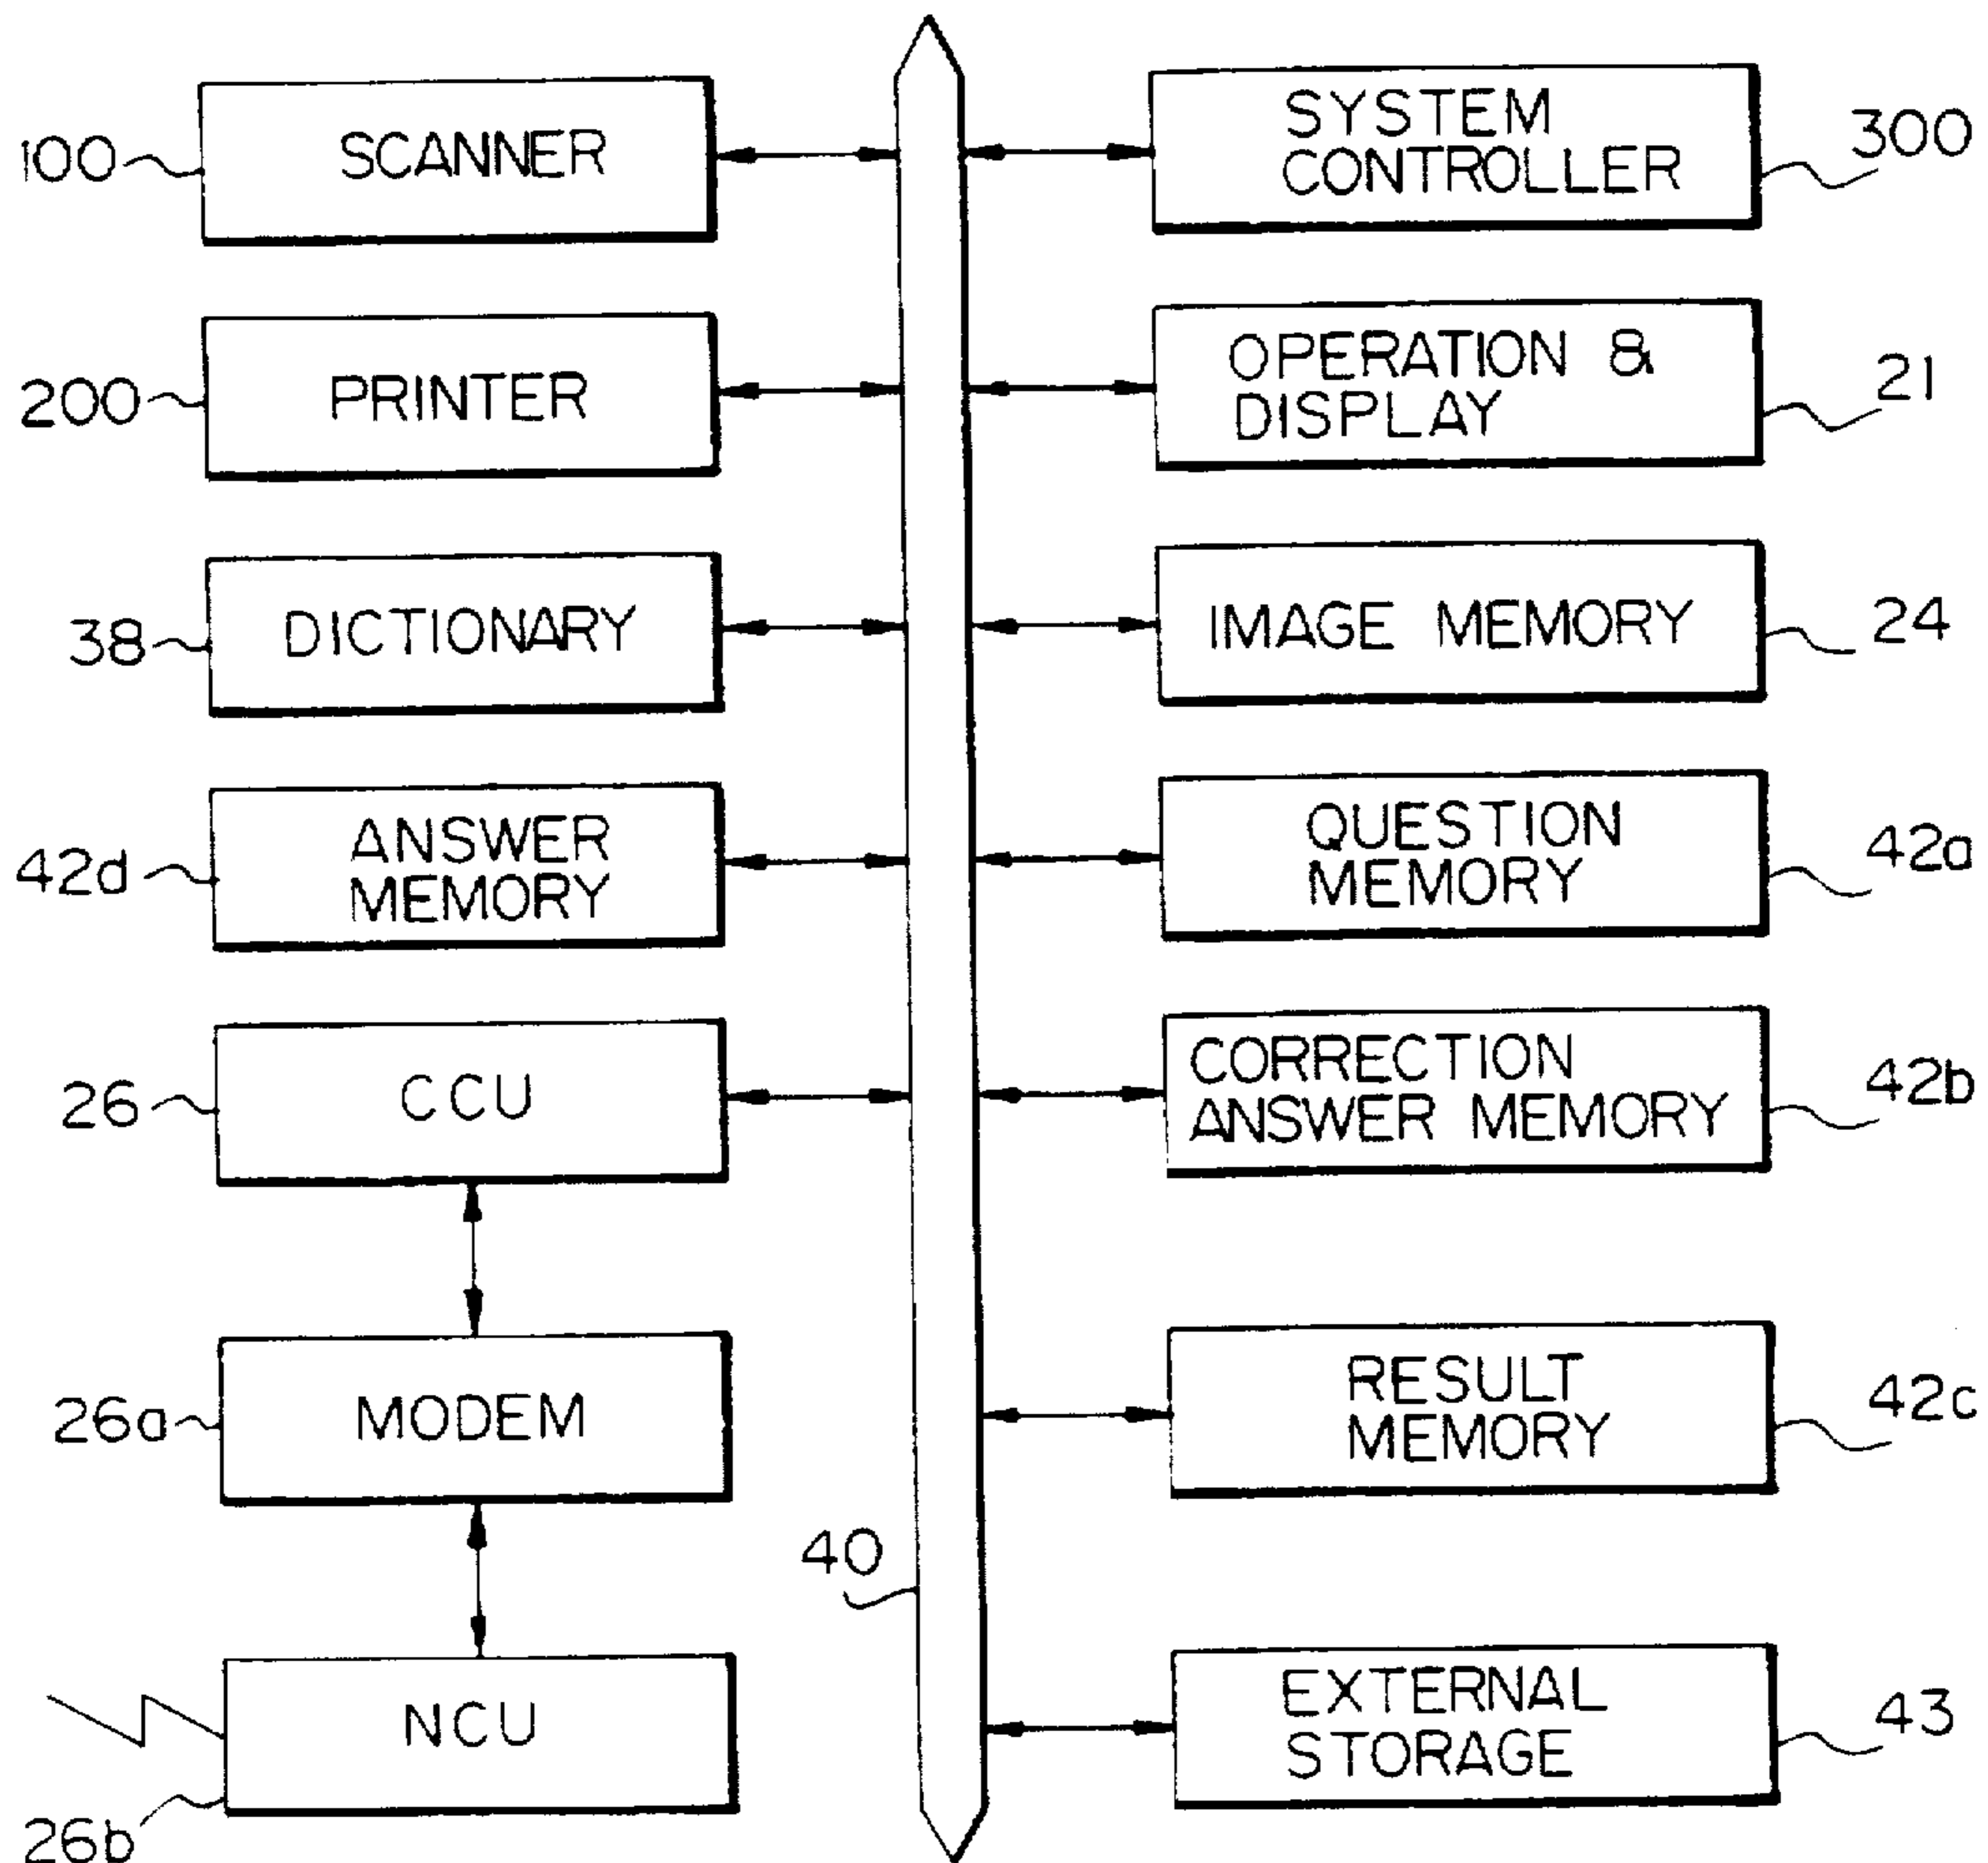 100
SCANNER
SYSTEM
CONTROLLER
300
200
PRINTER
OPERATION &
DISPLAY
21
38
DICTIONARY
IMAGE MEMORY
24
42d
ANSWER
MEMORY
QUESTION
MEMORY
42a
26
CCU
CORRECTION
ANSWER MEMORY
42b
26a
MODEM
RESULT
MEMORY
42c
40
NCU
26b
EXTERNAL
STORAGE
43